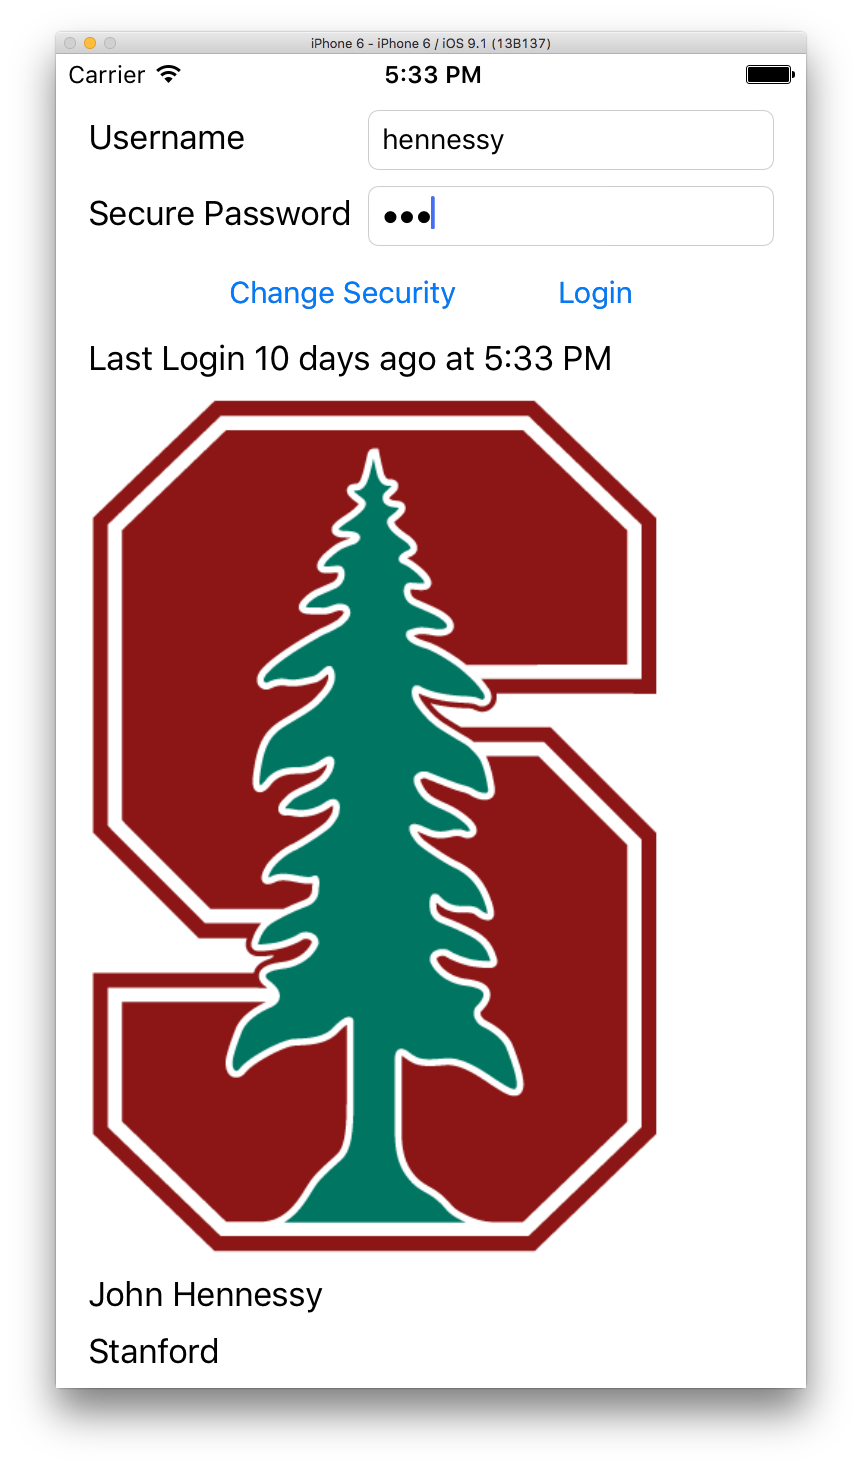 iPhone 6 - iPhone 6 / iOS 9.1 (13B137)
Carrier 5:33 PM
Username hennessy
Secure Password •••
Change Security Login
Last Login 10 days ago at 5:33 PM
John Hennessy
Stanford